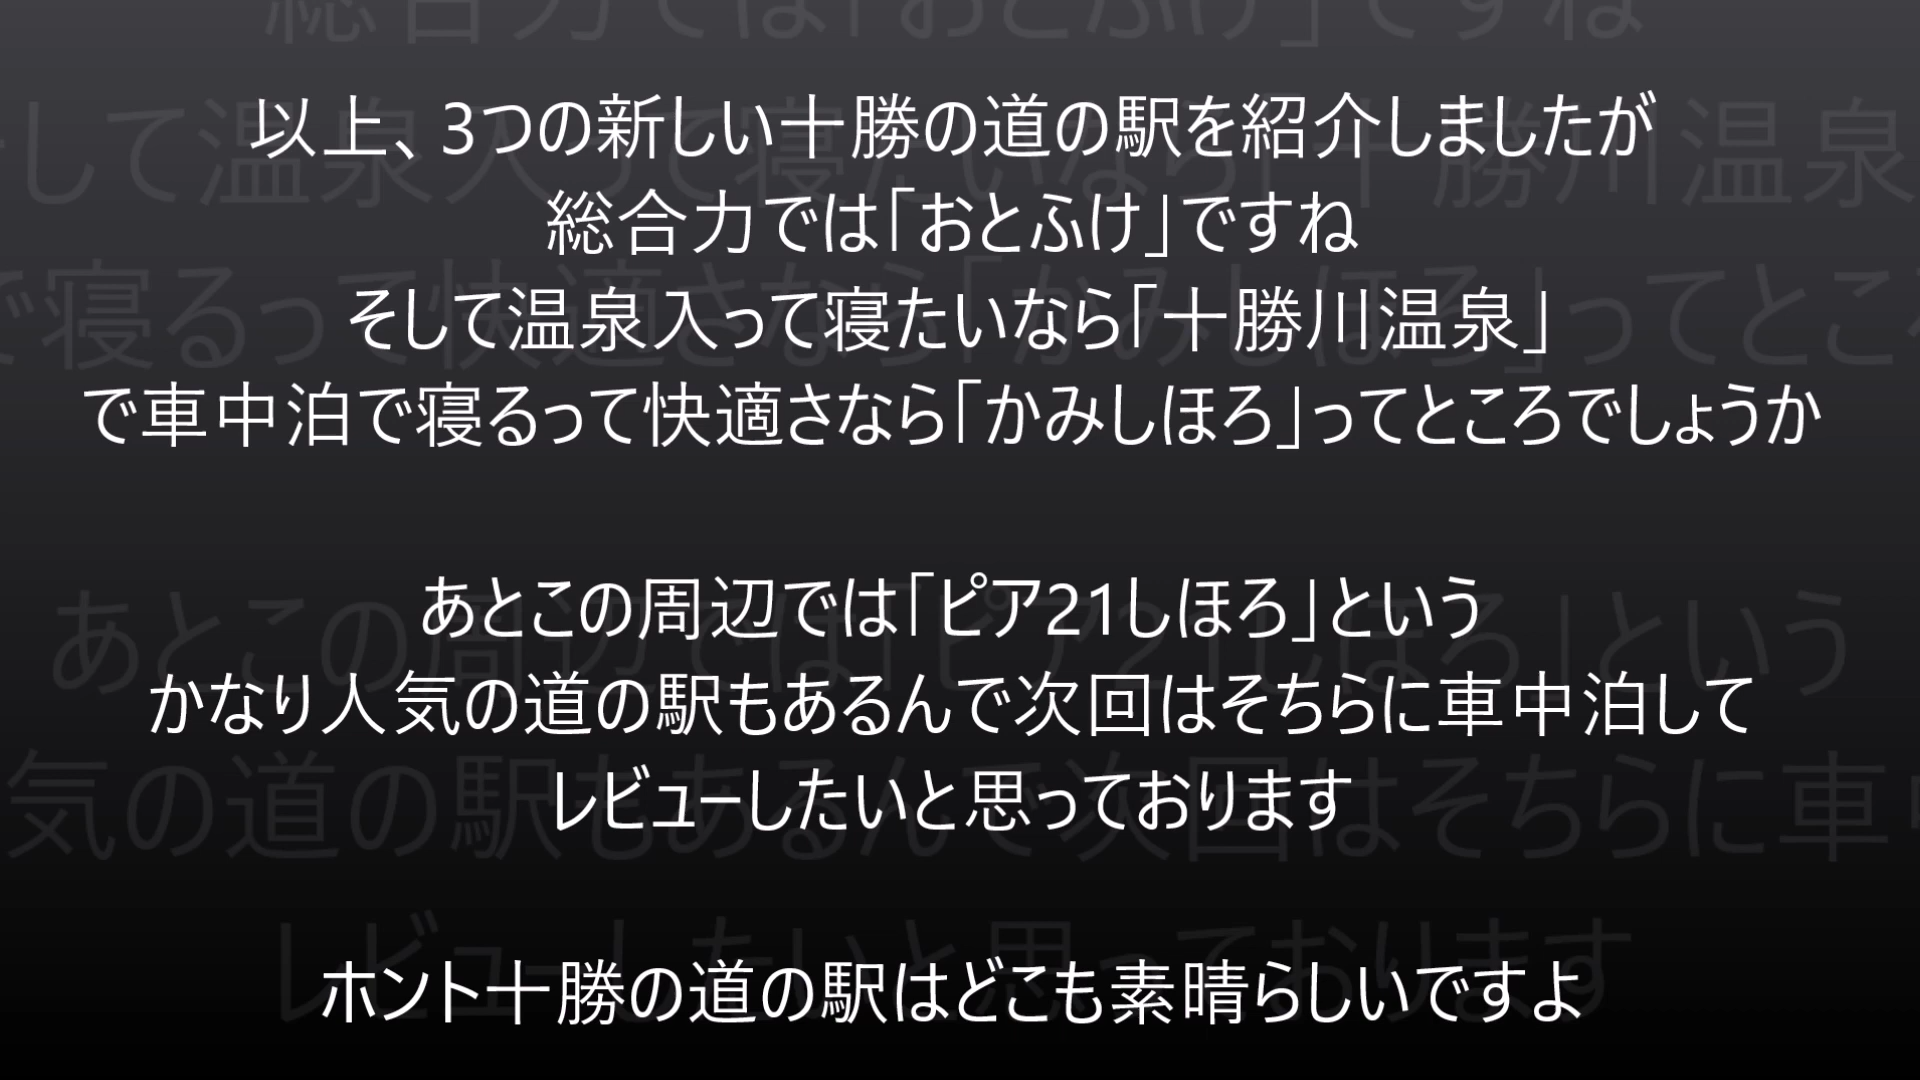 以上、3つの新しい十勝の道の駅を紹介しましたが
総合力では「おとふけ」ですね
そして温泉入って寝たいなら「十勝川温泉」
で車中泊で寝るって快適さなら「かみしほろ」ってところでしょうか
あとこの周辺では「ピア21しほろ」という
かなり人気の道の駅もあるんで次回はそちらに車中泊して
レビューしたいと思っております
ホント十勝の道の駅はどこも素晴らしいですよ